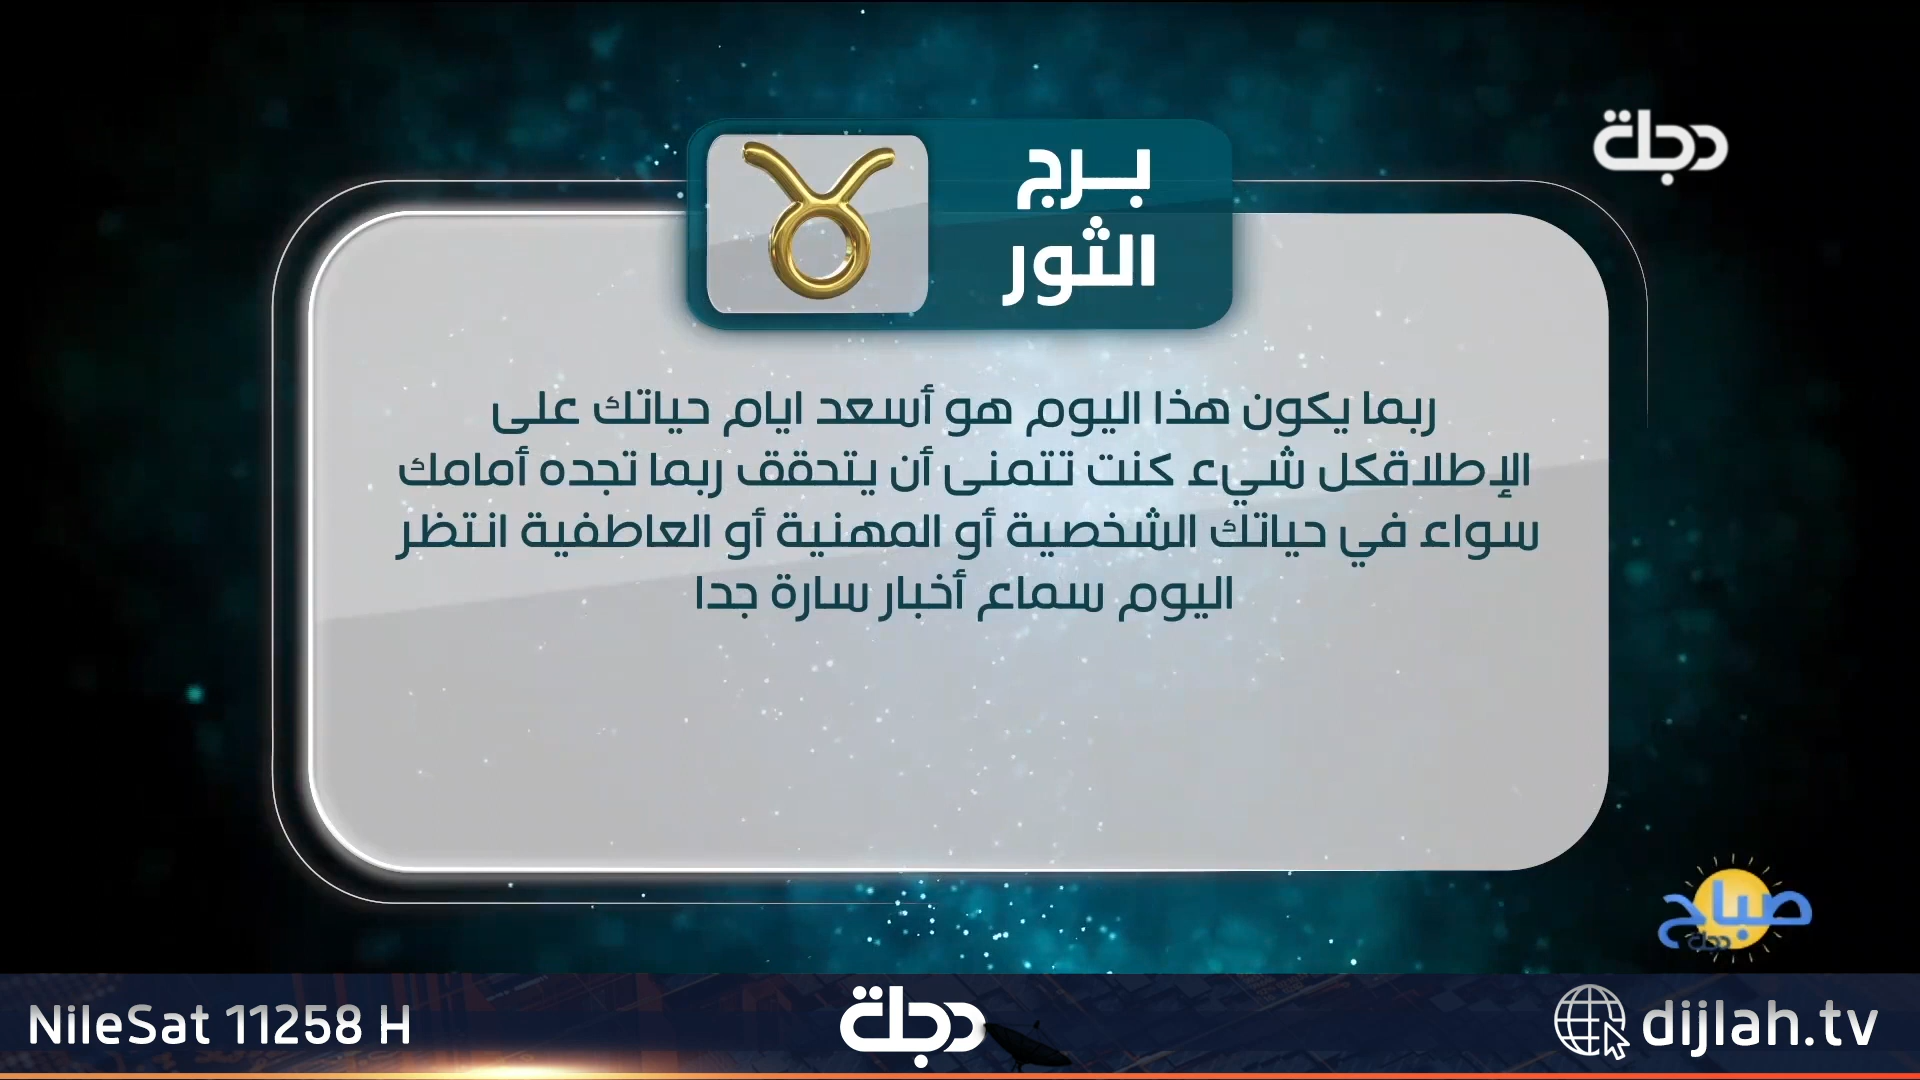 دجلة
برج
الثور
ربما يكون هذا اليوم هو أسعد ايام حياتك على
الإطلاقكل شيء كنت تتمنى أن يتحقق ربما تجده أمامك
سواء في حياتك الشخصية أو المهنية أو العاطفية انتظر
اليوم سماع أخبار سارة جدا
صباح
دجلة
NileSat 11258 H
دجلة
dijlah.tv